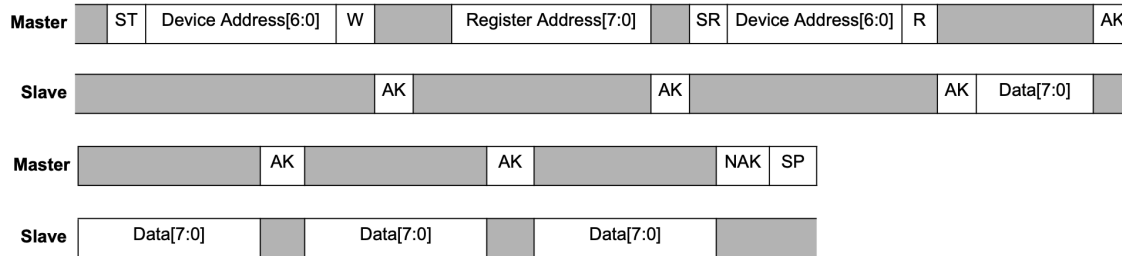 Master ST Device Address[6:0] W Register Address[7:0] SR Device Address[6:0] R AK
Slave AK AK AK Data[7:0]
Master AK AK NAK SP
Slave Data[7:0] Data[7:0] Data[7:0]